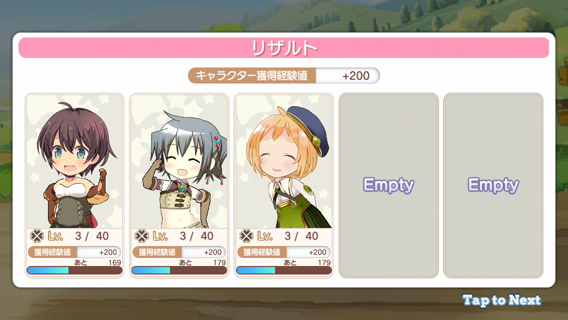 リザルト
キャラクター獲得経験値 +200
Lv. 3 / 40
獲得経験値 +200
あと 169
Lv. 3 / 40
獲得経験値 +200
あと 179
Lv. 3 / 40
獲得経験値 +200
あと 179
Empty
Empty
Tap to Next